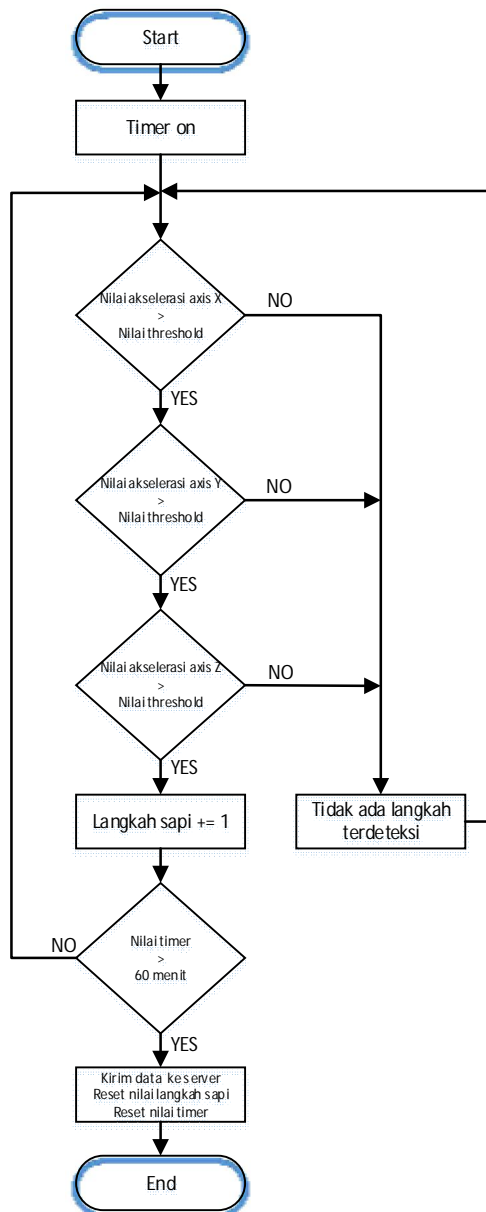 Start
Timer on
Nilai akselerasi axis X
>
Nilai threshold
NO
YES
Nilai akselerasi axis Y
>
Nilai threshold
NO
YES
Nilai akselerasi axis Z
>
Nilai threshold
NO
YES
Langkah sapi += 1
Tidak ada langkah
terdeteksi
Nilai timer
>
60 menit
NO
YES
Kirim data ke server
Reset nilai langkah sapi
Reset nilai timer
End